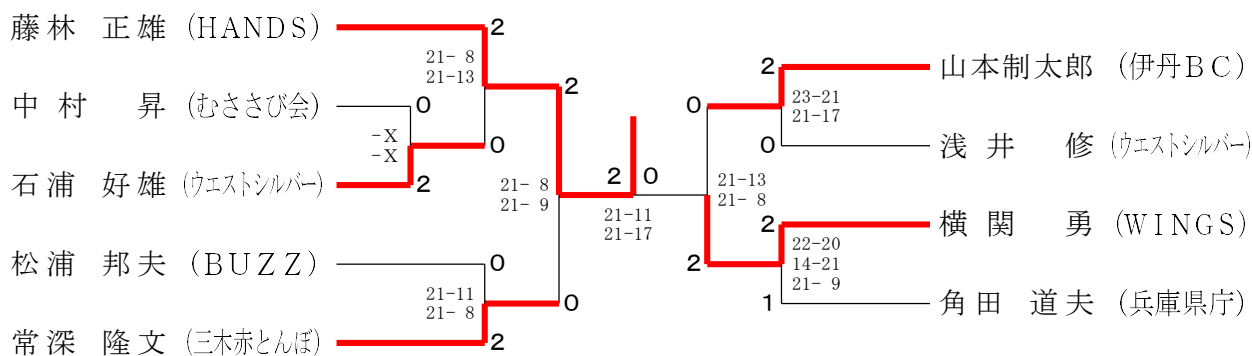 藤林 正雄 (HANDS)
2
21- 8
21-13
中村 昇 (むささび会)
0
-X
-X
0
石浦 好雄 (ウエストシルバー)
2
2
21- 8
21- 9
松浦 邦夫 (BUZZ)
0
21-11
21- 8
0
常深 隆文 (三木赤とんぼ)
2
2 0
21-11
21-17
2
山本制太郎 (伊丹BC)
0
23-21
21-17
0
浅井 修 (ウエストシルバー)
21-13
21- 8
2
横関 勇 (WINGS)
22-20
14-21
21- 9
2
1
角田 道夫 (兵庫県庁)